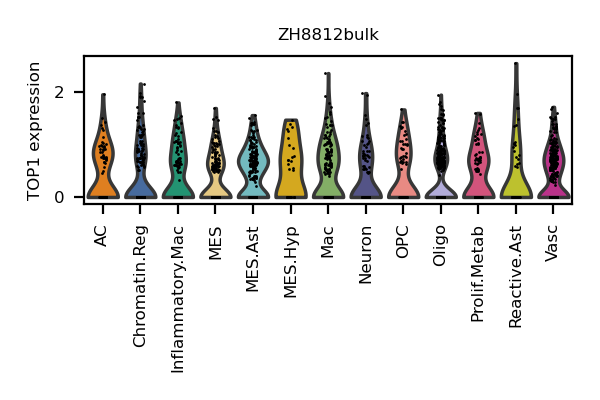 ZH8812bulk
TOP1 expression
2
0
AC
Chromatin.Reg
Inflammatory.Mac
MES
MES.Ast
MES.Hyp
Mac
Neuron
OPC
Oligo
Prolif.Metab
Reactive.Ast
Vasc